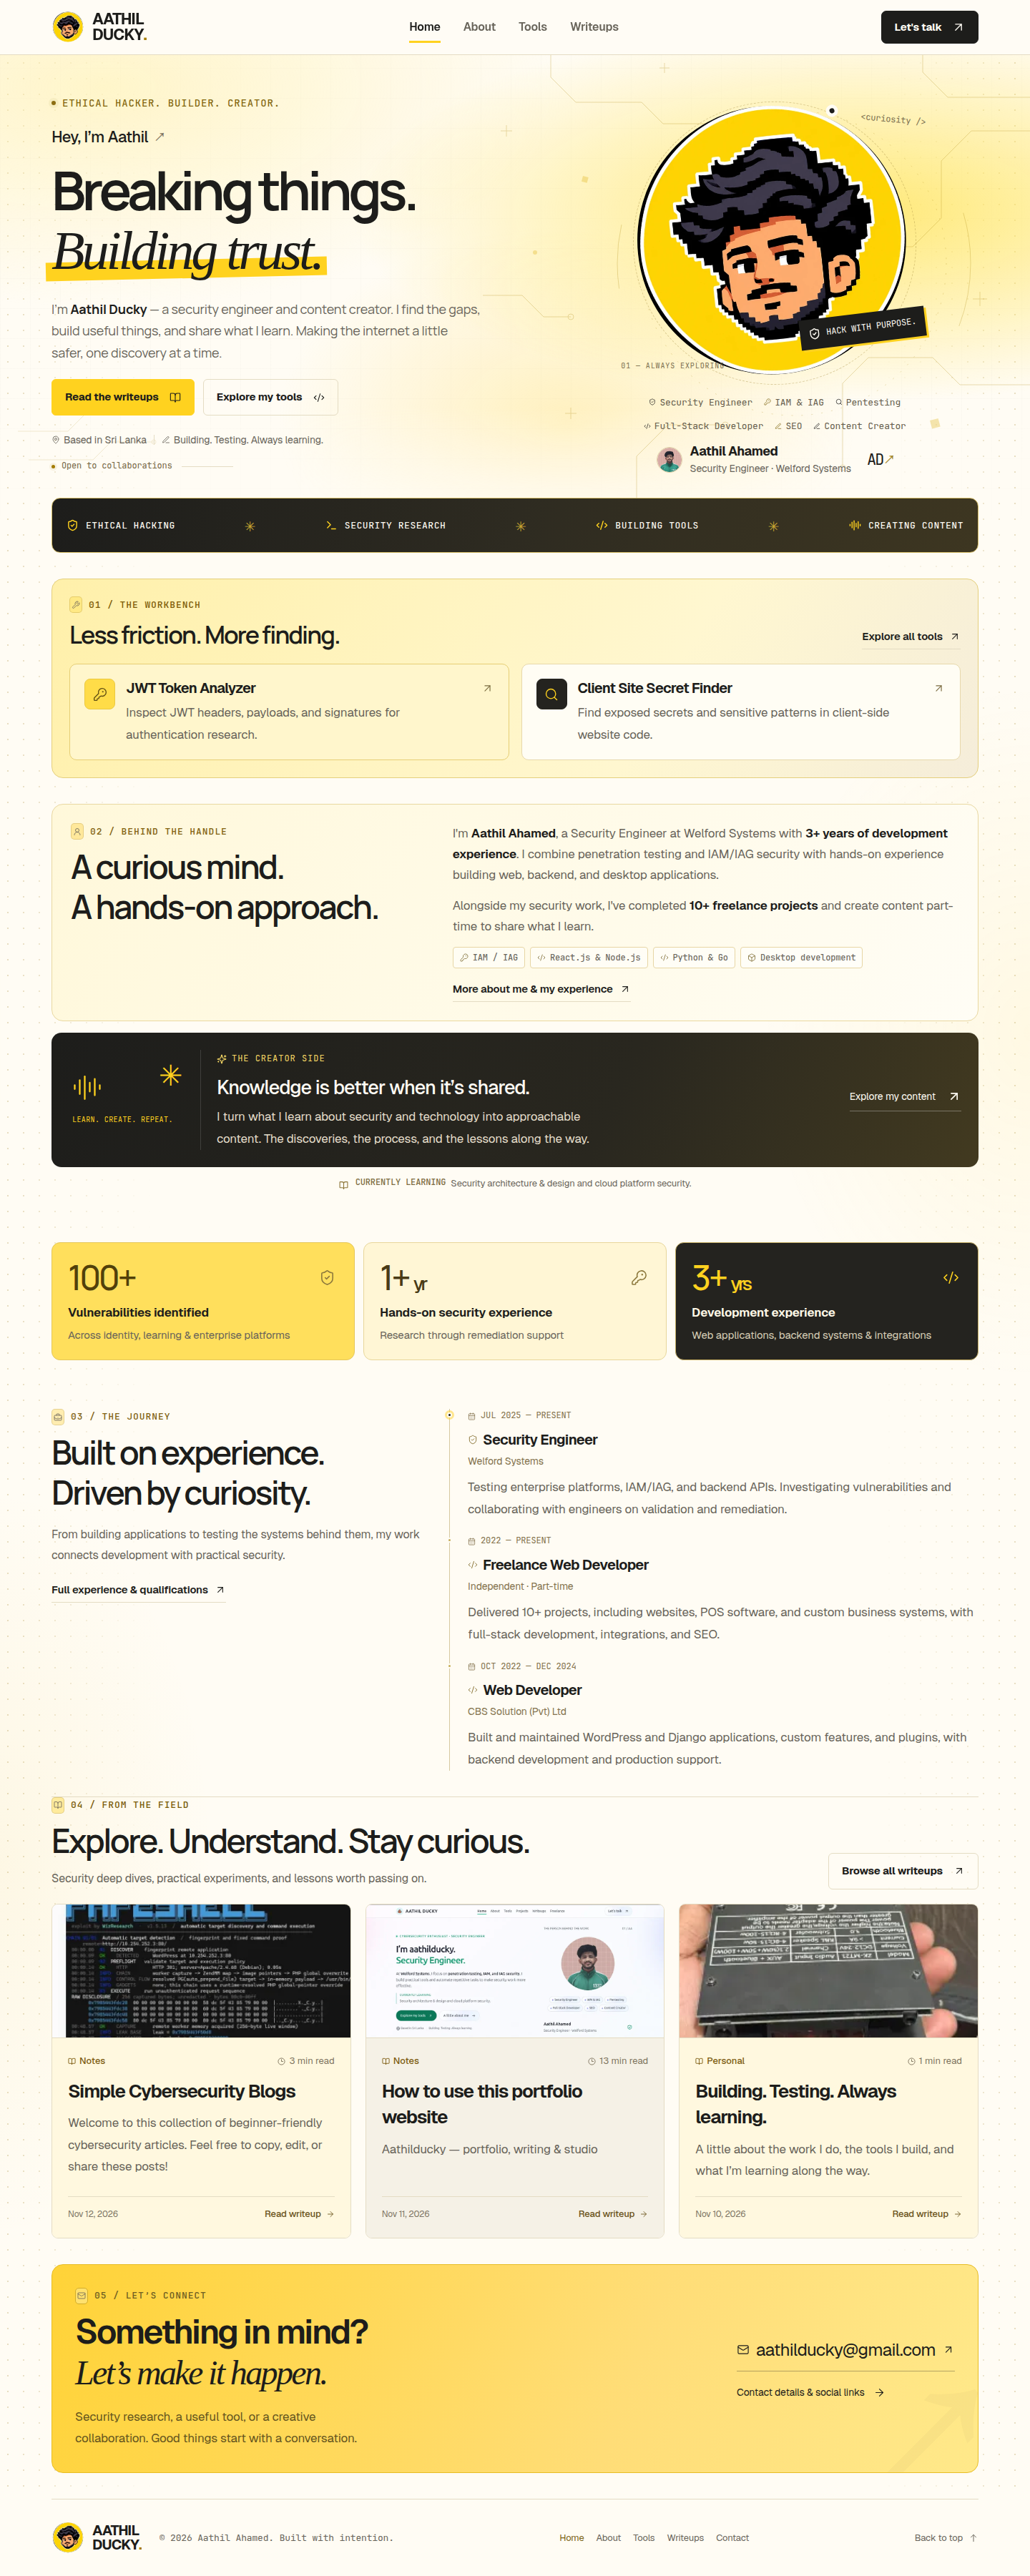 AATHIL
DUCKY.
Home About Tools Writeups
Let's talk
ETHICAL HACKER. BUILDER. CREATOR.
Hey, I'm Aathil
Breaking things.
Building trust.
I'm Aathil Ducky — a security engineer and content creator. I find the gaps,
build useful things, and share what I learn. Making the internet a little
safer, one discovery at a time.
Read the writeups
Explore my tools
Based in Sri Lanka
Building. Testing. Always learning.
Open to collaborations
<curiosity />
HACK WITH PURPOSE.
01 — ALWAYS EXPLORING
Security Engineer IAM & IAG Pentesting
Full-Stack Developer SEO Content Creator
Aathil Ahamed
Security Engineer · Welford Systems
AD
ETHICAL HACKING
SECURITY RESEARCH
BUILDING TOOLS
CREATING CONTENT
01 / THE WORKBENCH
Less friction. More finding.
Explore all tools
JWT Token Analyzer
Inspect JWT headers, payloads, and signatures for
authentication research.
Client Site Secret Finder
Find exposed secrets and sensitive patterns in client-side
website code.
02 / BEHIND THE HANDLE
A curious mind.
A hands-on approach.
I'm Aathil Ahamed, a Security Engineer at Welford Systems with 3+ years of development
experience. I combine penetration testing and IAM/IAG security with hands-on experience
building web, backend, and desktop applications.
Alongside my security work, I've completed 10+ freelance projects and create content part-
time to share what I learn.
IAM / IAG
React.js & Node.js
Python & Go
Desktop development
More about me & my experience
LEARN. CREATE. REPEAT.
THE CREATOR SIDE
Knowledge is better when it's shared.
I turn what I learn about security and technology into approachable
content. The discoveries, the process, and the lessons along the way.
Explore my content
CURRENTLY LEARNING Security architecture & design and cloud platform security.
100+
Vulnerabilities identified
Across identity, learning & enterprise platforms
1+ yr
Hands-on security experience
Research through remediation support
3+ yrs
Development experience
Web applications, backend systems & integrations
03 / THE JOURNEY
Built on experience.
Driven by curiosity.
From building applications to testing the systems behind them, my work
connects development with practical security.
Full experience & qualifications
JUL 2025 — PRESENT
Security Engineer
Welford Systems
Testing enterprise platforms, IAM/IAG, and backend APIs. Investigating vulnerabilities and
collaborating with engineers on validation and remediation.
2022 — PRESENT
Freelance Web Developer
Independent · Part-time
Delivered 10+ projects, including websites, POS software, and custom business systems, with
full-stack development, integrations, and SEO.
OCT 2022 — DEC 2024
Web Developer
CBS Solution (Pvt) Ltd
Built and maintained WordPress and Django applications, custom features, and plugins, with
backend development and production support.
04 / FROM THE FIELD
Explore. Understand. Stay curious.
Security deep dives, practical experiments, and lessons worth passing on.
Browse all writeups
AATHIL DUCKY
I'm aathilducky.
Security Engineer.
Aathil Ahamed
Notes
3 min read
Simple Cybersecurity Blogs
Welcome to this collection of beginner-friendly
cybersecurity articles. Feel free to copy, edit, or
share these posts!
Nov 12, 2026
Read writeup
Notes
13 min read
How to use this portfolio
website
Aathilducky — portfolio, writing & studio
Nov 11, 2026
Read writeup
Personal
1 min read
Building. Testing. Always
learning.
A little about the work I do, the tools I build, and
what I'm learning along the way.
Nov 10, 2026
Read writeup
05 / LET'S CONNECT
Something in mind?
Let's make it happen.
Security research, a useful tool, or a creative
collaboration. Good things start with a conversation.
aathilducky@gmail.com
Contact details & social links
AATHIL
DUCKY.
© 2026 Aathil Ahamed. Built with intention.
Home About Tools Writeups Contact
Back to top